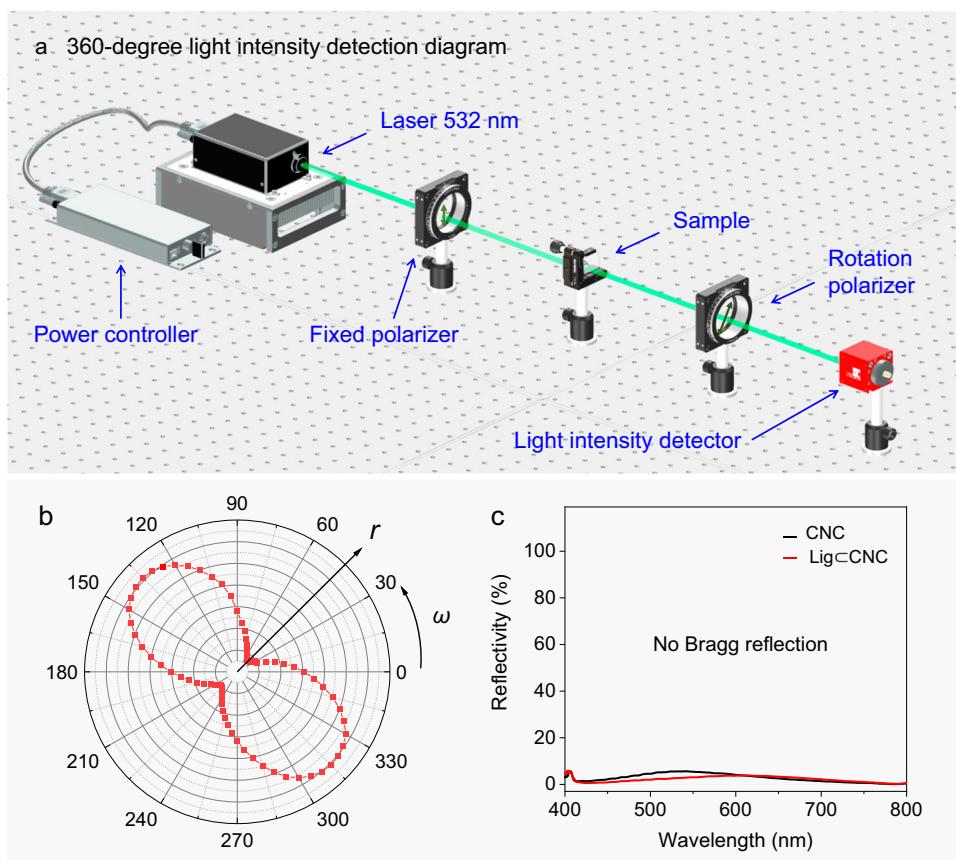 a 360-degree light intensity detection diagram
Laser 532 nm
Sample
Rotation
polarizer
Power controller
Fixed polarizer
Light intensity detector
b
90
120
60
r
150
30
ω
180
0
210
330
240
300
270
c
CNC
Lig⊂CNC
100
80
60
40
20
0
No Bragg reflection
Reflectivity (%)
400
500
600
700
800
Wavelength (nm)